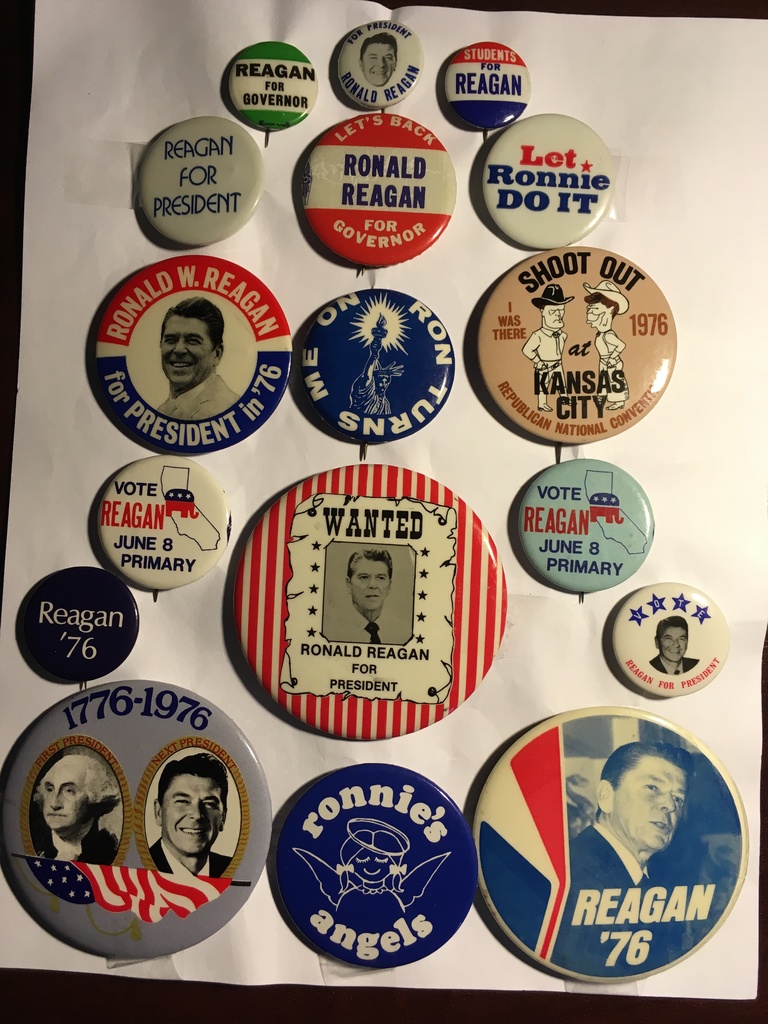 REAGAN
FOR
GOVERNOR
FOR PRESIDENT
RONALD REAGAN
STUDENTS
FOR
REAGAN
REAGAN
FOR
PRESIDENT
LET'S BACK
RONALD
REAGAN
FOR
GOVERNOR
Let
Ronnie
DO IT
RONALD W. REAGAN
for PRESIDENT in '76
RON TURNS ME ON
SHOOT OUT
I
WAS
THERE
1976
at
KANSAS
CITY
REPUBLICAN NATIONAL CONVENTION
VOTE
REAGAN
JUNE 8
PRIMARY
WANTED
RONALD REAGAN
FOR
PRESIDENT
VOTE
REAGAN
JUNE 8
PRIMARY
Reagan
'76
VOTE
REAGAN FOR PRESIDENT
1776-1976
FIRST PRESIDENT
NEXT PRESIDENT
ronnie's
angels
REAGAN
'76